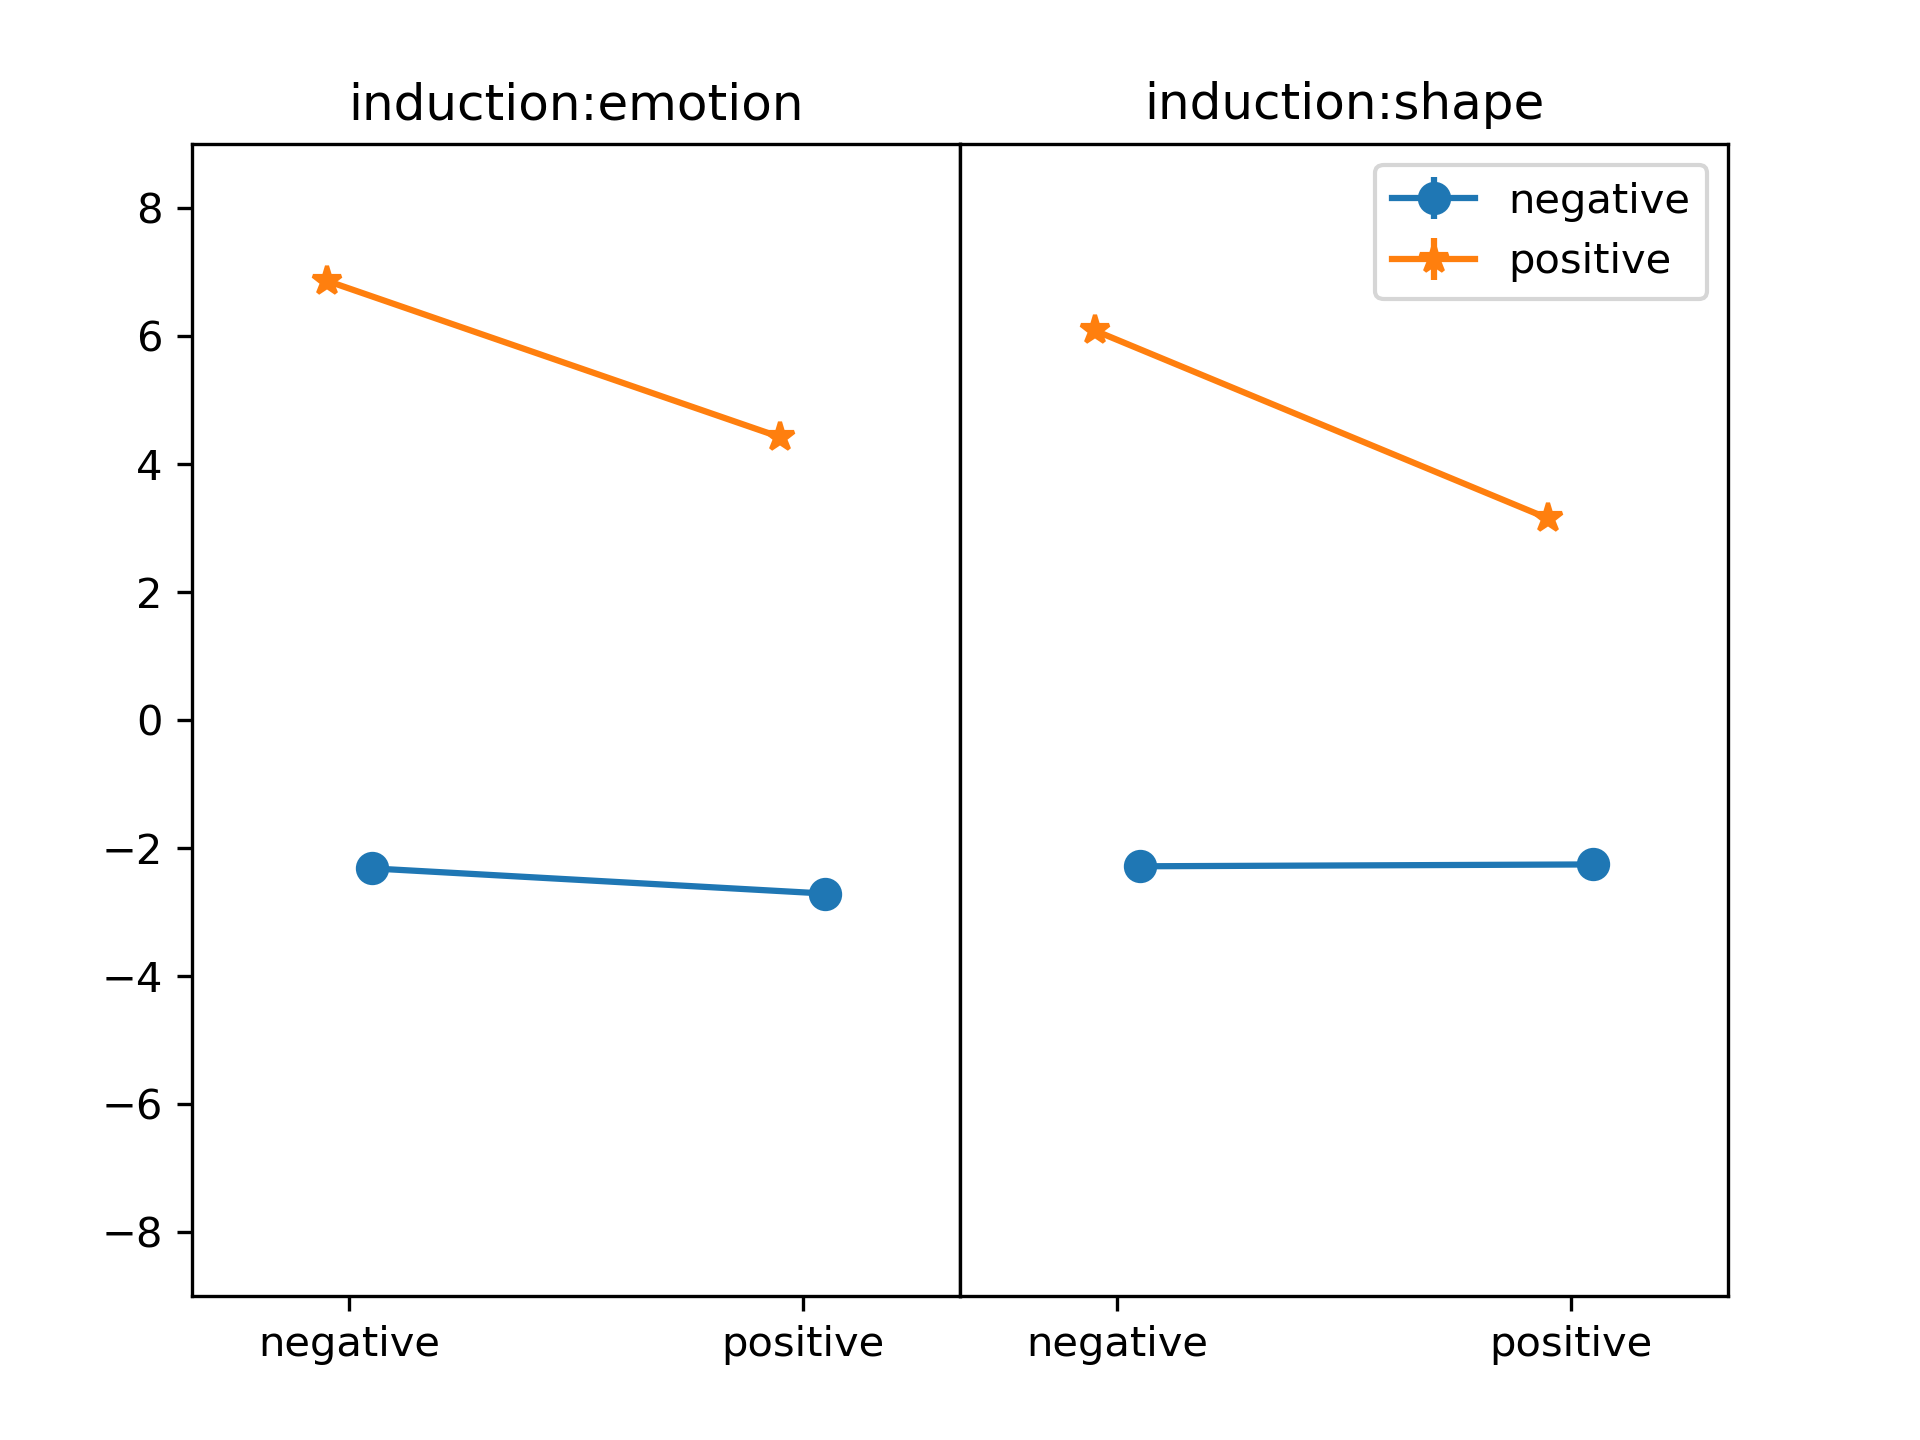 induction:emotion
induction:shape
negative
positive
8
6
4
2
0
−2
−4
−6
−8
negative
positive
negative
positive